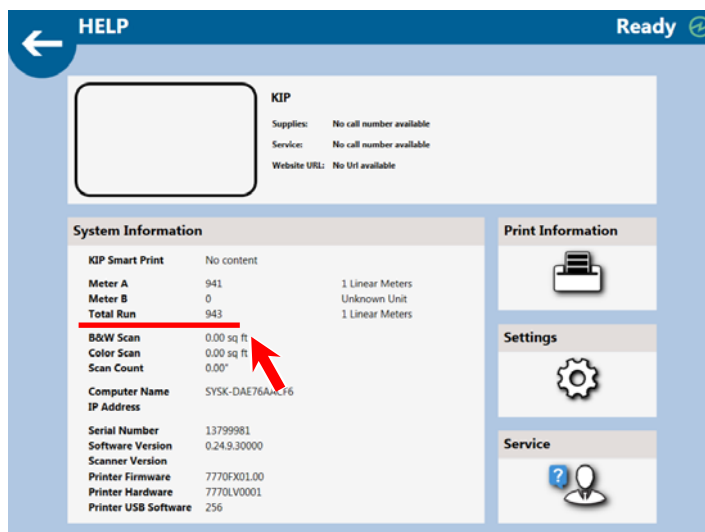 HELP
Ready
KIP
Supplies: No call number available
Service: No call number available
Website URL: No Url available
System Information
KIP Smart Print No content
Meter A 941 1 Linear Meters
Meter B 0 Unknown Unit
Total Run 943 1 Linear Meters
B&W Scan 0.00 sq ft
Color Scan 0.00 sq ft
Scan Count 0.00"
Computer Name
IP Address
Serial Number 13799981
Software Version 0.24.9.30000
Scanner Version
Printer Firmware 7770FX01.00
Printer Hardware 7770LV0001
Printer USB Software 256
Print Information
Settings
Service
?